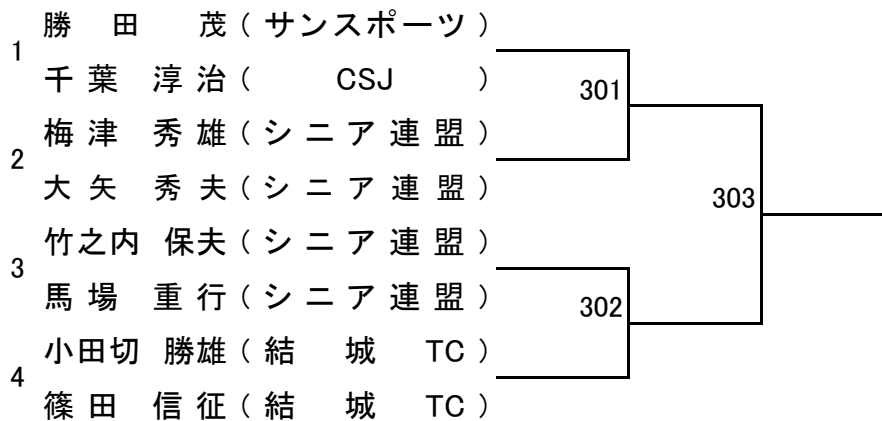 1
勝田 茂(サンスポーツ)
千葉 淳治(CSJ)
301
2
梅津 秀雄(シニア連盟)
大矢 秀夫(シニア連盟)
303
3
竹之内 保夫(シニア連盟)
馬場 重行(シニア連盟)
302
4
小田切 勝雄(結城 TC)
篠田 信征(結城 TC)